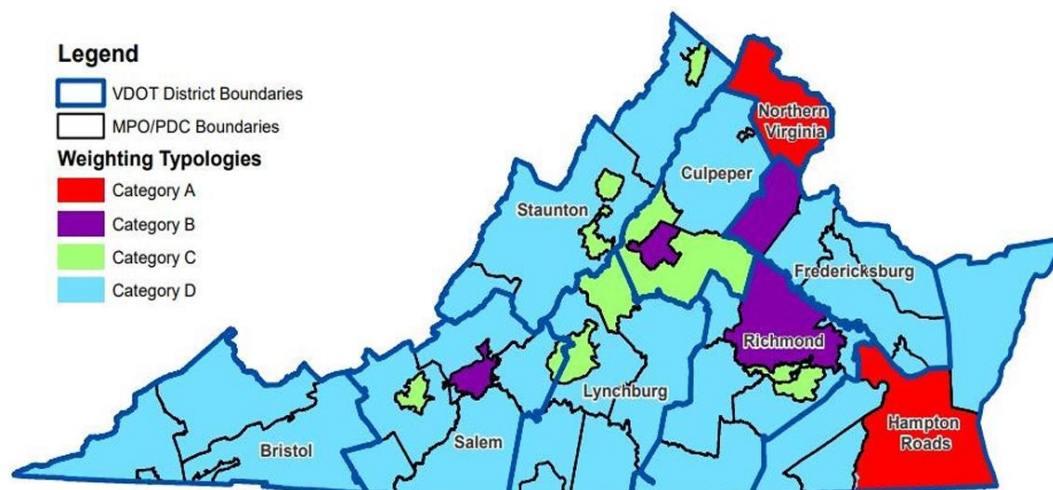 Legend
VDOT District Boundaries
MPO/PDC Boundaries
Weighting Typologies
Category A
Category B
Category C
Category D
Northern
Virginia
Culpeper
Staunton
Fredericksburg
Richmond
Lynchburg
Hampton
Roads
Salem
Bristol